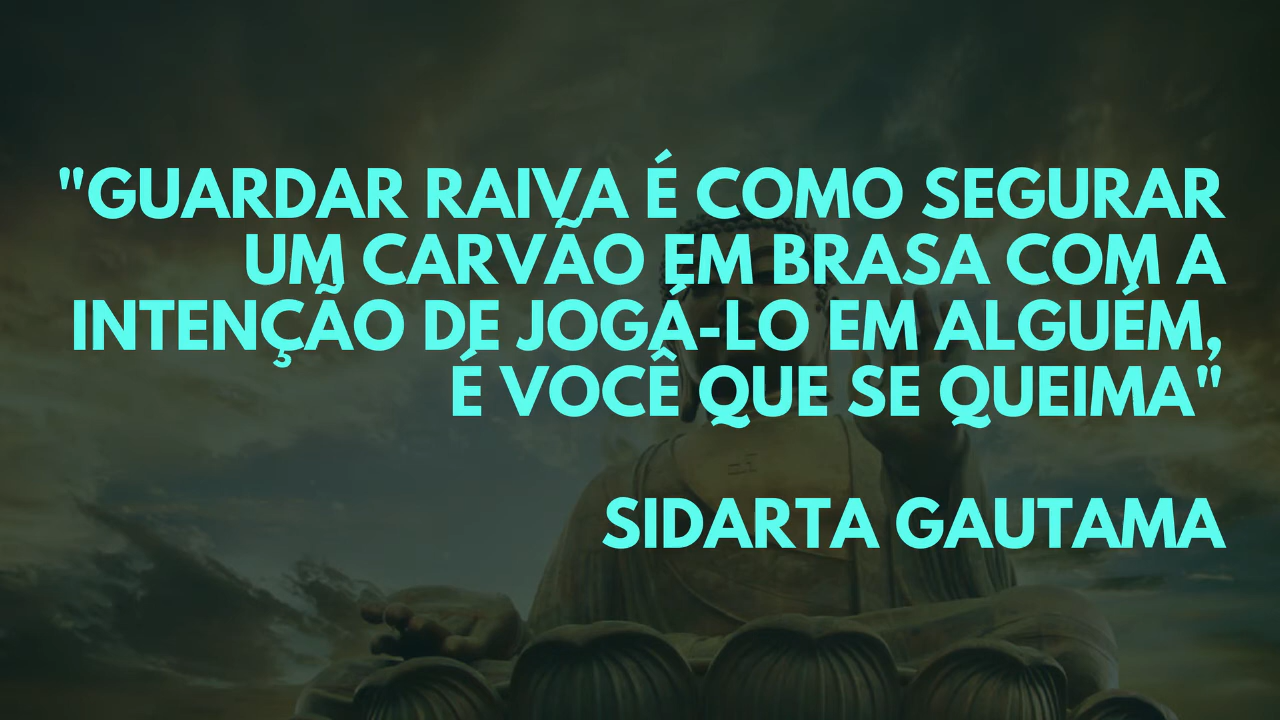 "GUARDAR RAIVA É COMO SEGURAR
UM CARVÃO EM BRASA COM A
INTENÇÃO DE JOGÁ-LO EM ALGUÉM,
É VOCÊ QUE SE QUEIMA"
SIDARTA GAUTAMA